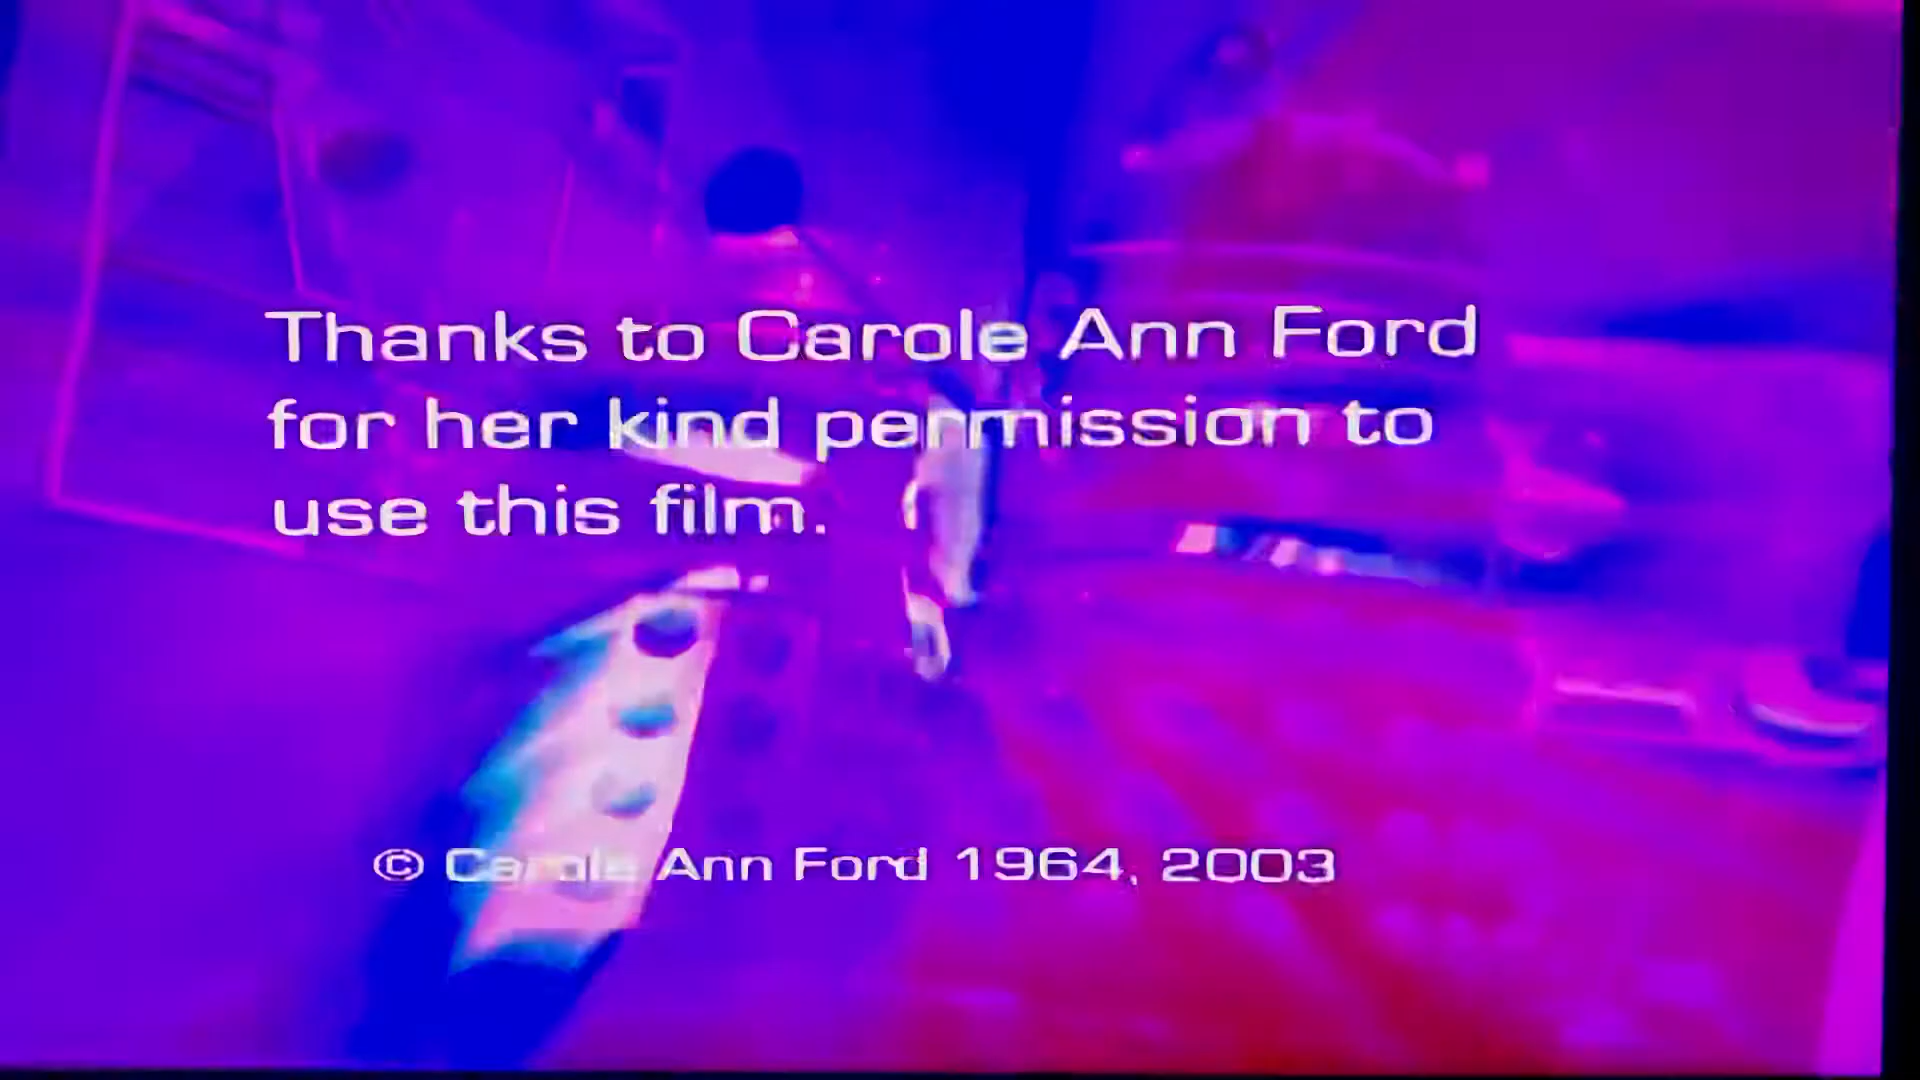 Thanks to Carole Ann Ford
for her kind permission to
use this film.
© Carole Ann Ford 1964, 2003